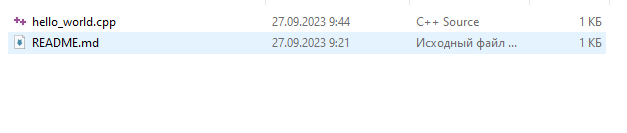 hello_world.cpp 27.09.2023 9:44 C++ Source 1 КБ
README.md 27.09.2023 9:21 Исходный файл ... 1 КБ